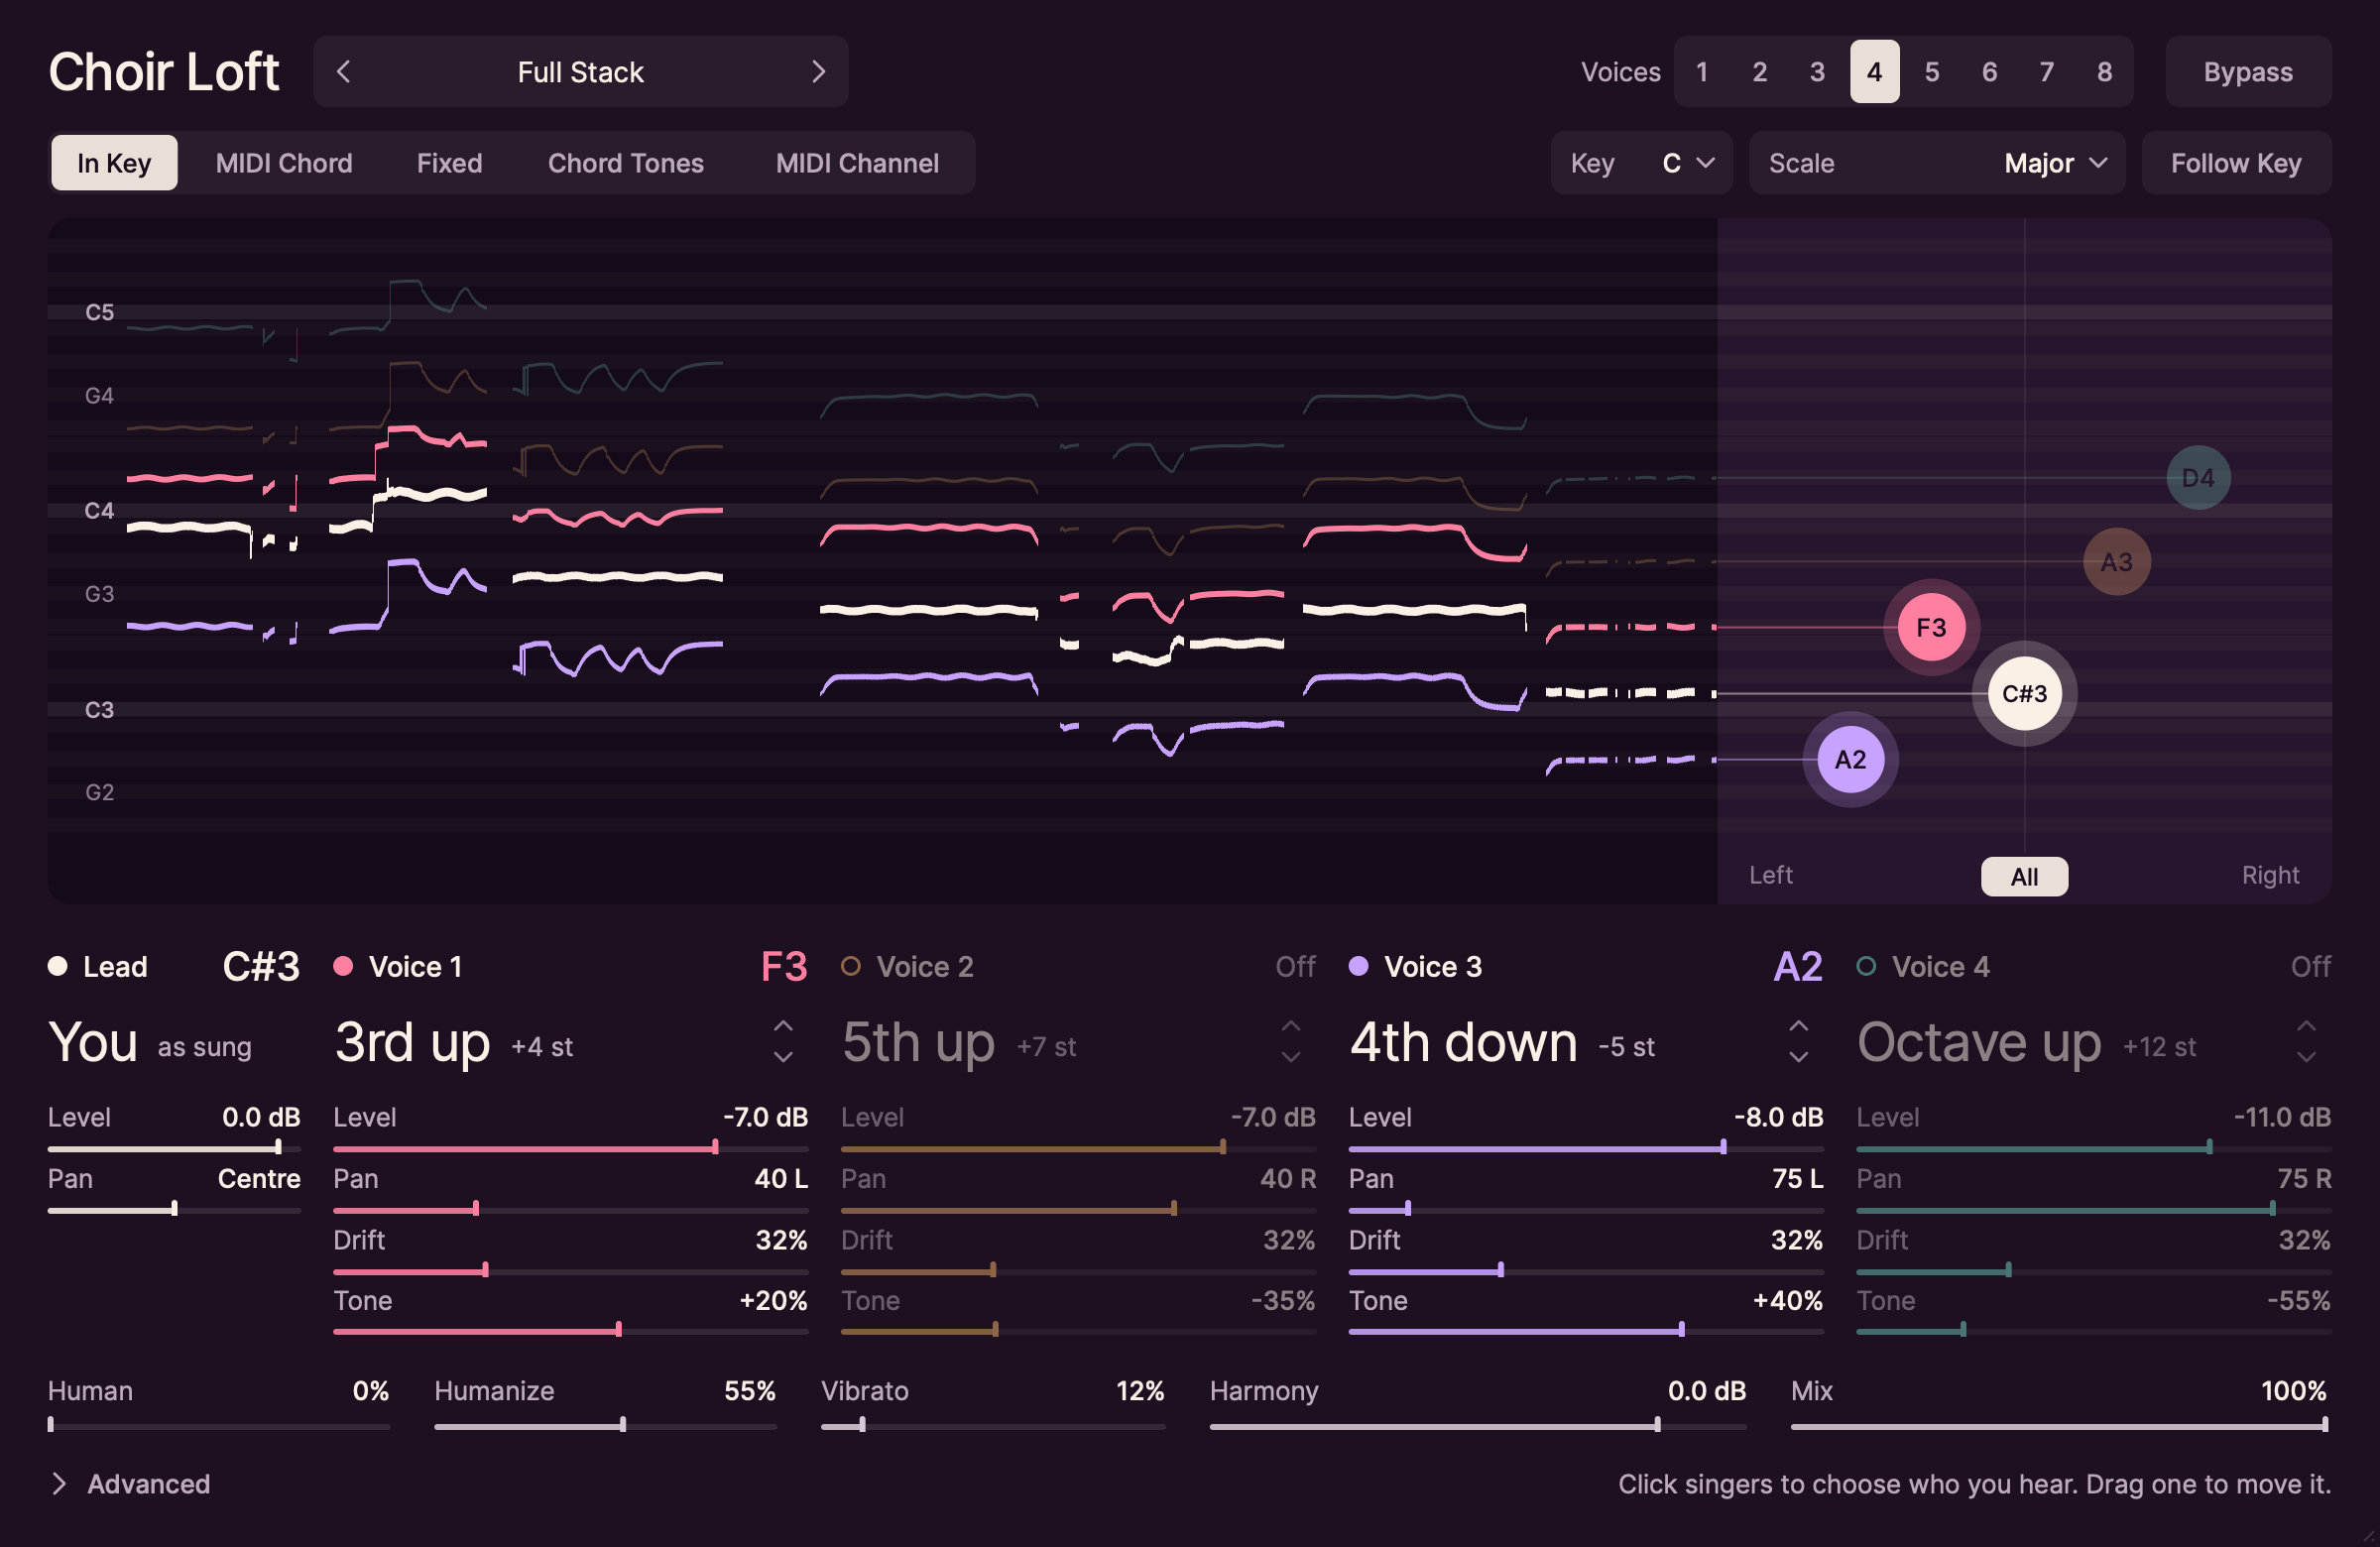 Choir Loft
Full Stack
Voices 1 2 3 4 5 6 7 8
Bypass
In Key MIDI Chord Fixed Chord Tones MIDI Channel
Key C
Scale Major
Follow Key
C5
G4
C4
G3
C3
G2
D4
A3
F3
C#3
A2
Left All Right
Lead C#3
You as sung
Level 0.0 dB
Pan Centre
Voice 1 F3
3rd up +4 st
Level -7.0 dB
Pan 40 L
Drift 32%
Tone +20%
Voice 2 Off
5th up +7 st
Level -7.0 dB
Pan 40 R
Drift 32%
Tone -35%
Voice 3 A2
4th down -5 st
Level -8.0 dB
Pan 75 L
Drift 32%
Tone +40%
Voice 4 Off
Octave up +12 st
Level -11.0 dB
Pan 75 R
Drift 32%
Tone -55%
Human 0%
Humanize 55%
Vibrato 12%
Harmony 0.0 dB
Mix 100%
Advanced
Click singers to choose who you hear. Drag one to move it.